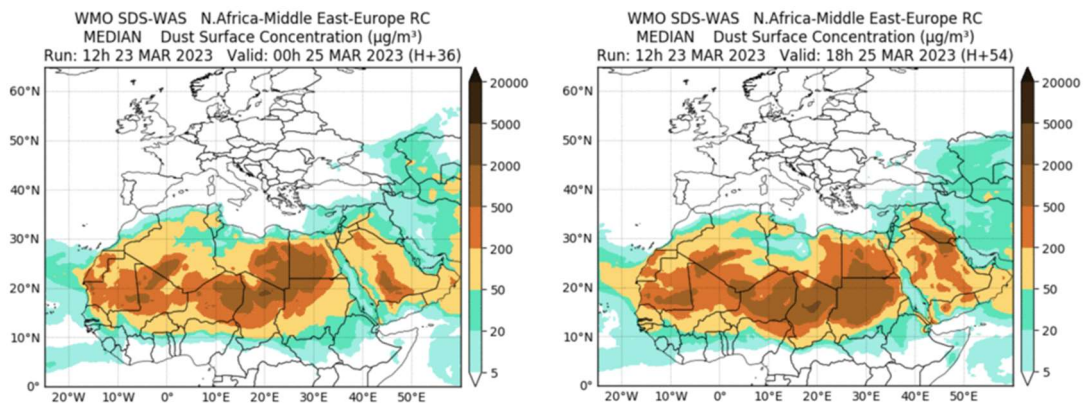 WMO SDS-WAS N.Africa-Middle East-Europe RC
MEDIAN Dust Surface Concentration (µg/m³)
Run: 12h 23 MAR 2023 Valid: 00h 25 MAR 2023 (H+36)
60°N
50°N
40°N
30°N
20°N
10°N
0°
20°W
10°W
0°
10°E
20°E
30°E
40°E
50°E
20000
5000
2000
500
200
50
20
5
WMO SDS-WAS N.Africa-Middle East-Europe RC
MEDIAN Dust Surface Concentration (µg/m³)
Run: 12h 23 MAR 2023 Valid: 18h 25 MAR 2023 (H+54)
60°N
50°N
40°N
30°N
20°N
10°N
0°
20°W
10°W
0°
10°E
20°E
30°E
40°E
50°E
20000
5000
2000
500
200
50
20
5